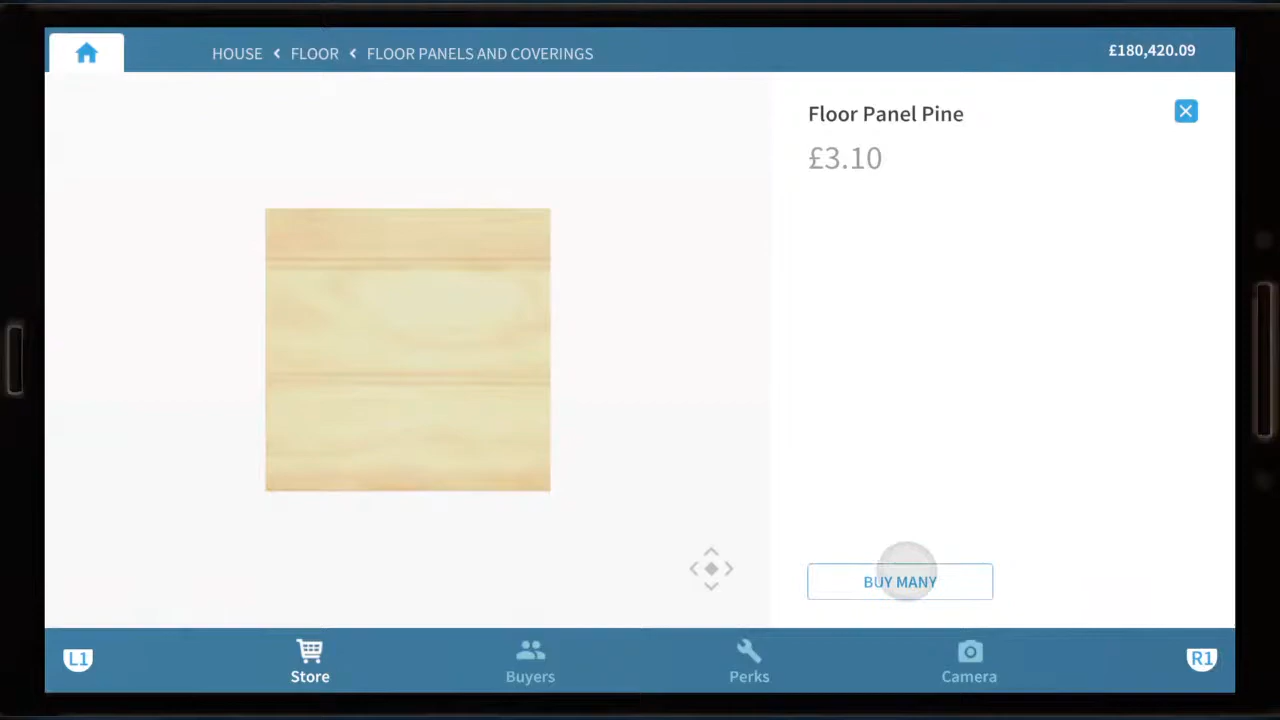 HOUSE < FLOOR < FLOOR PANELS AND COVERINGS
£180,420.09
Floor Panel Pine
£3.10
BUY MANY
L1
Store
Buyers
Perks
Camera
R1